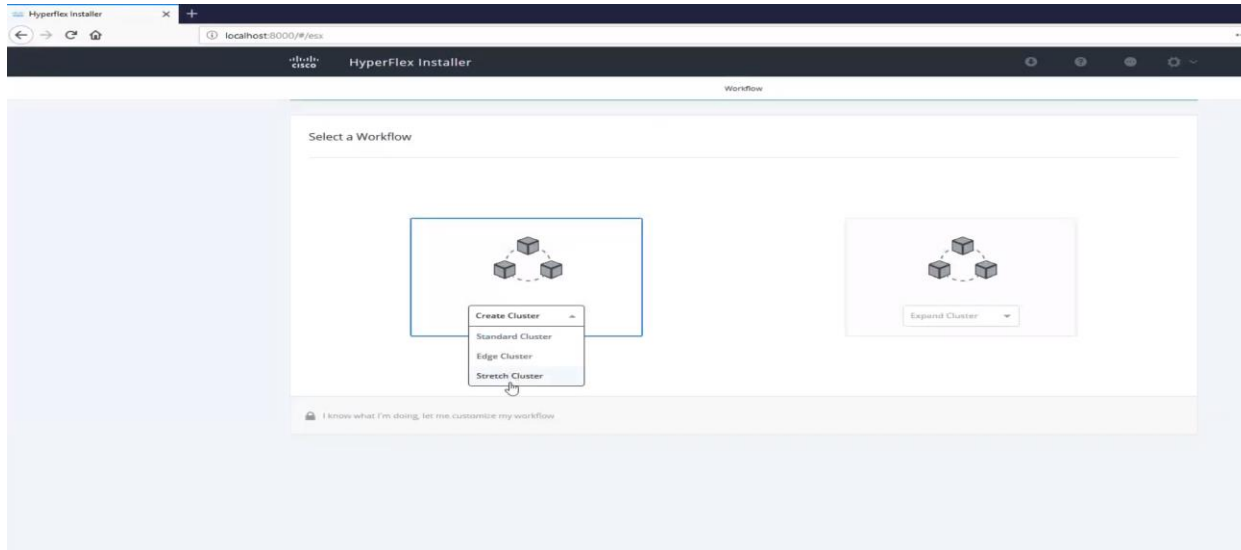 Hyperflex Installer
localhost:8000/#/esx
cisco HyperFlex Installer
Workflow
Select a Workflow
Create Cluster
Standard Cluster
Edge Cluster
Stretch Cluster
Expand Cluster
I know what I'm doing, let me customize my workflow